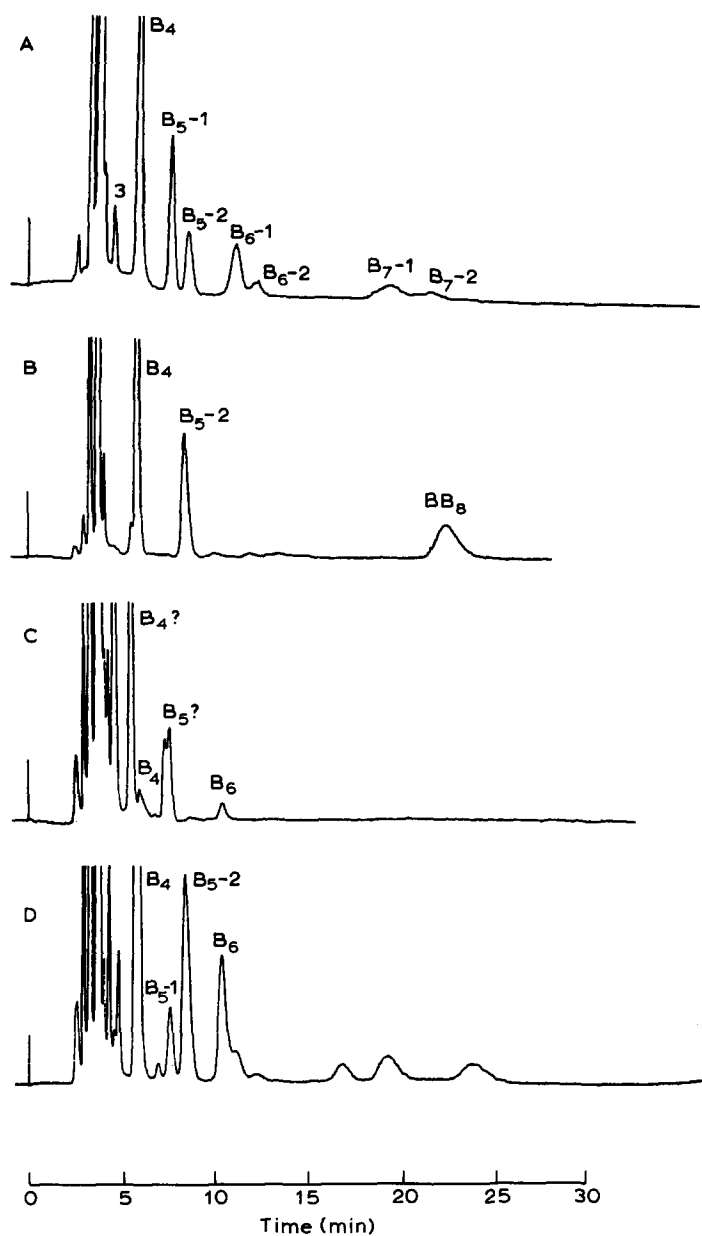 A
B₄
B₅-1
3
B₅-2
B₆-1
B₆-2
B₇-1
B₇-2
B
B₄
B₅-2
BB₈
C
B₄?
B₅?
B₄
B₆
D
B₄
B₅-2
B₆
B₅-1
0 5 10 15 20 25 30
Time (min)